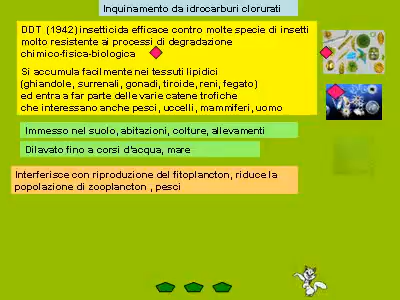 Inquinamento da idrocarburi clorurati
DDT (1942) insetticida efficace contro molte specie di insetti
molto resistente ai processi di degradazione
chimico-fisica-biologica
Si accumula facilmente nei tessuti lipidici
(ghiandole, surrenali, gonadi, tiroide, reni, fegato)
ed entra a far parte delle varie catene trofiche
che interessano anche pesci, uccelli, mammiferi, uomo
Immesso nel suolo, abitazioni, colture, allevamenti
Dilavato fino a corsi d'acqua, mare
Interferisce con riproduzione del fitoplancton, riduce la
popolazione di zooplancton , pesci